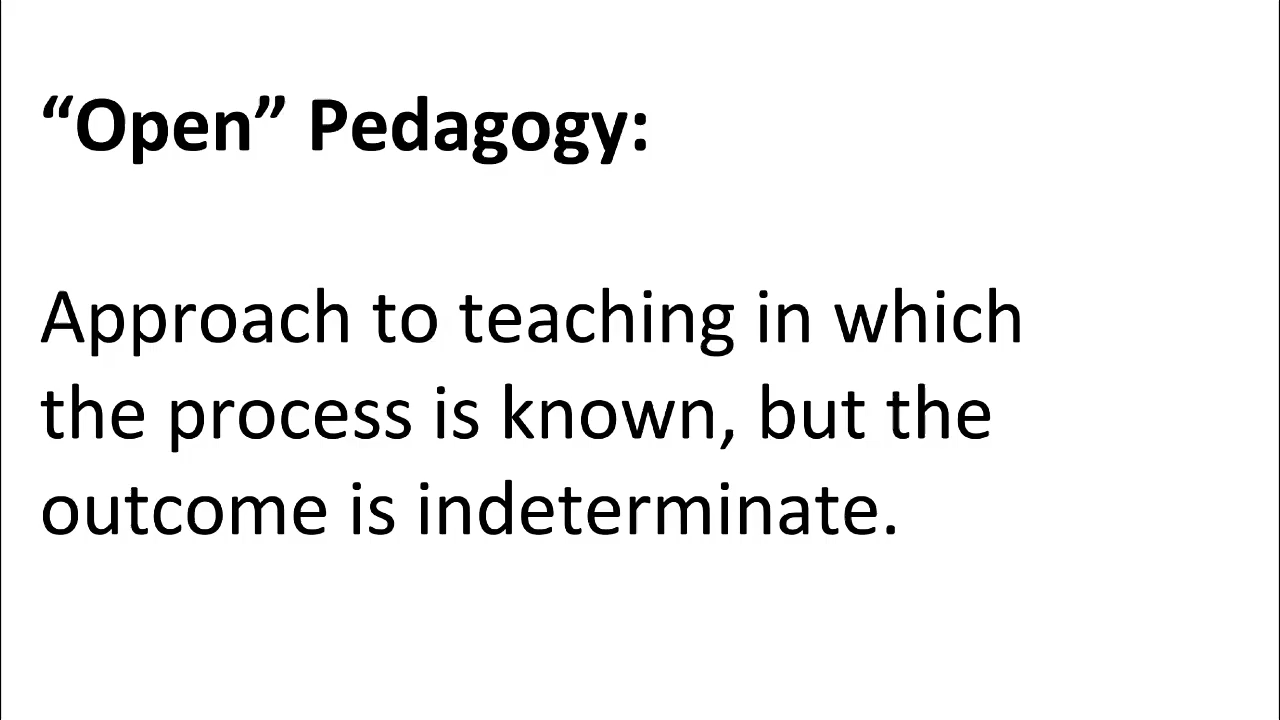 “Open” Pedagogy:
Approach to teaching in which
the process is known, but the
outcome is indeterminate.